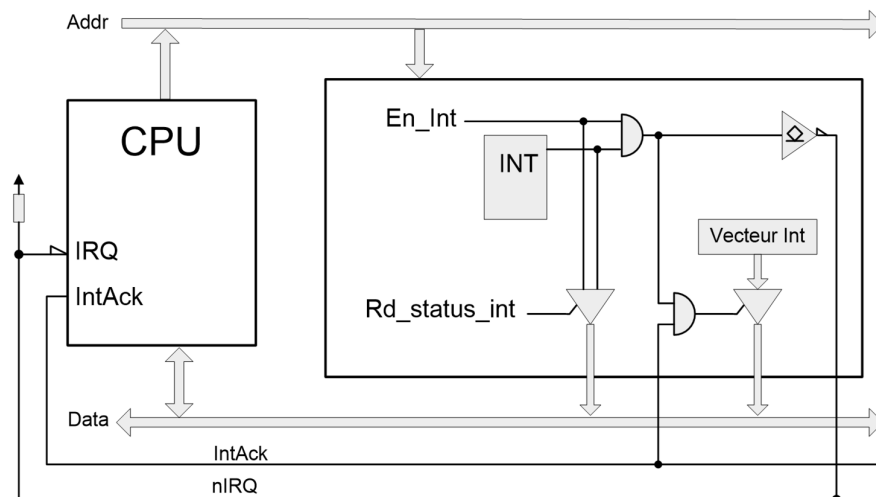 Addr
CPU
En_Int
INT
IRQ
Vecteur Int
IntAck
Rd_status_int
Data
IntAck
nIRQ